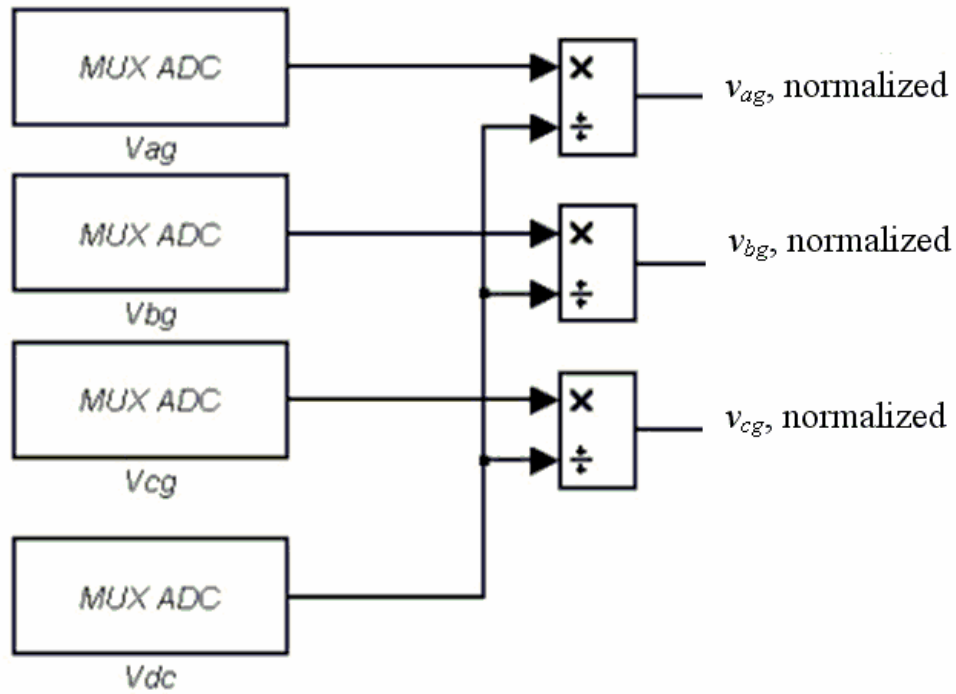 MUX ADC
Vag
×
÷
vag, normalized
MUX ADC
Vbg
×
÷
vbg, normalized
MUX ADC
Vcg
×
÷
vcg, normalized
MUX ADC
Vdc